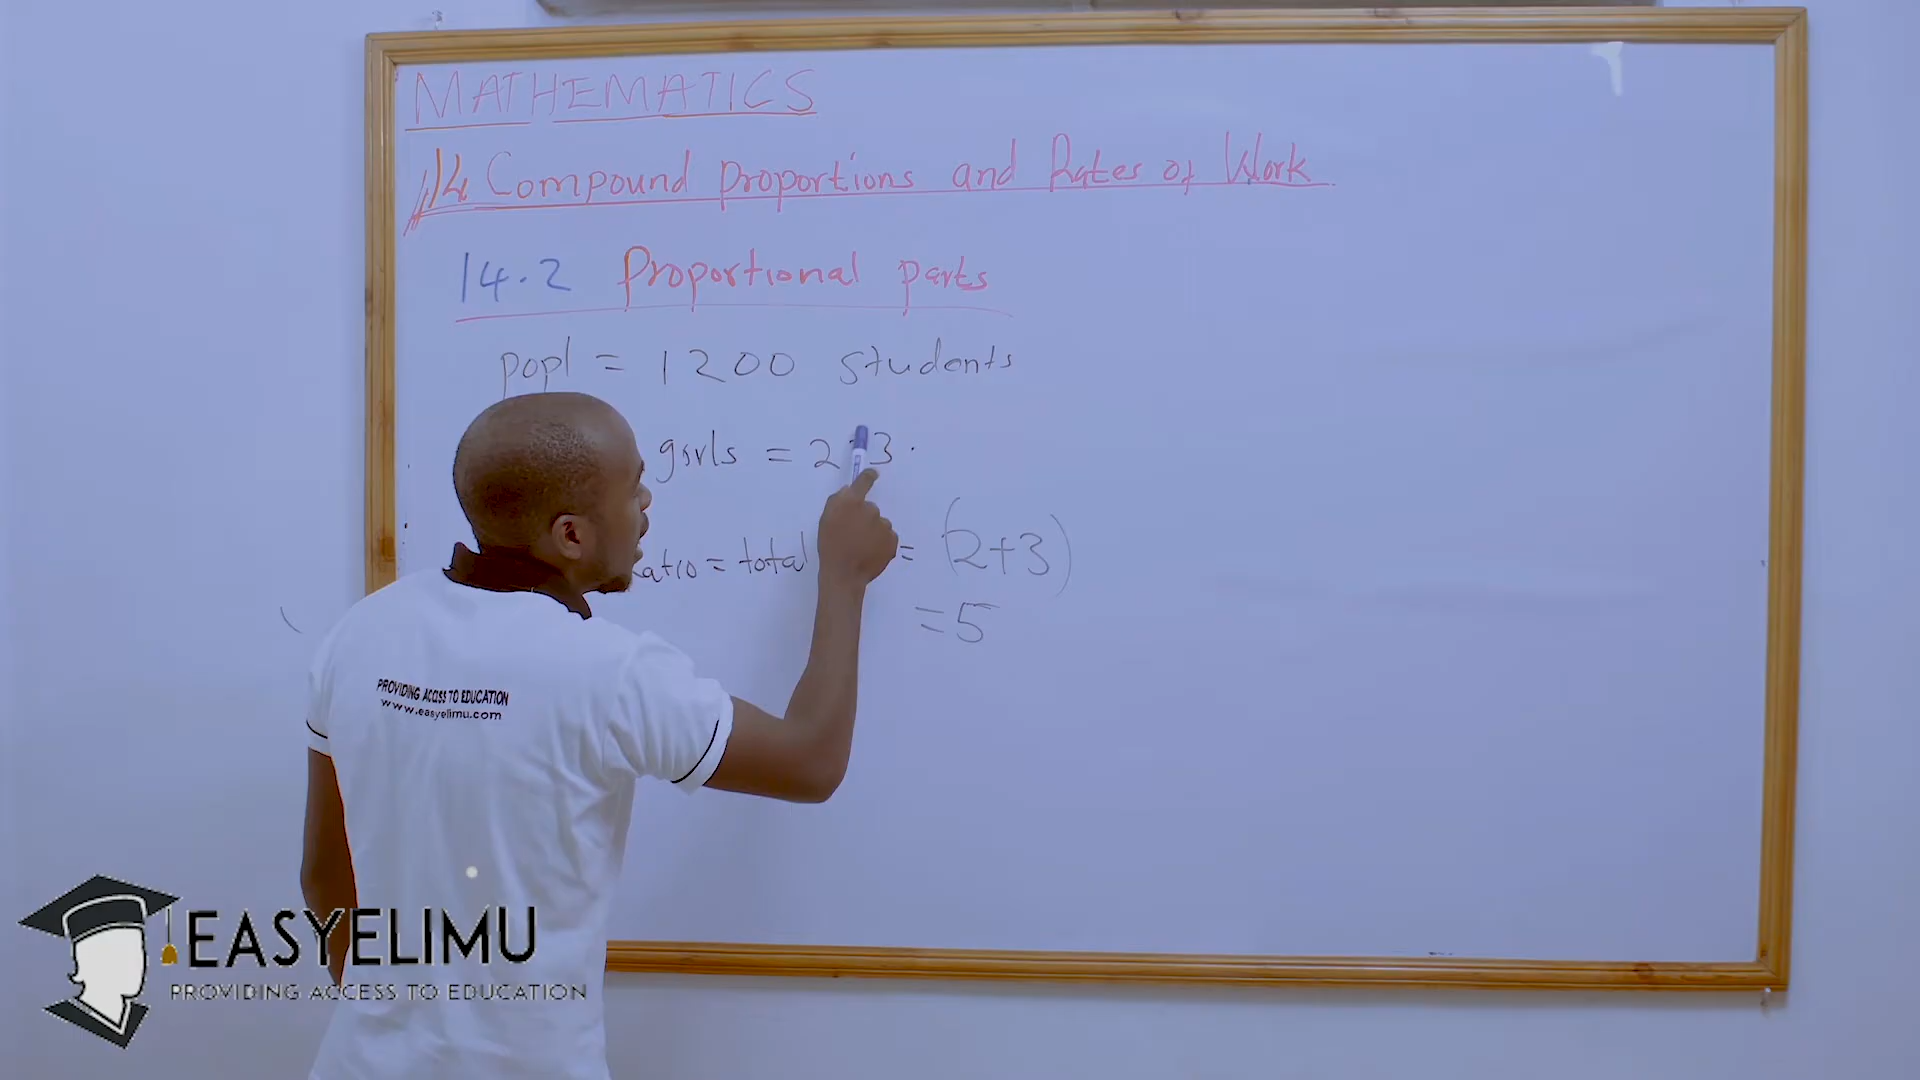 MATHEMATICS
14 Compound proportions and Rates of Work
14.2 Proportional parts
popl = 1200 students
girls = 2:3.
ratio = total = (2+3)
=5
PROVIDING ACCESS TO EDUCATION
www.easyelimu.com
EASYELIMU
PROVIDING ACCESS TO EDUCATION